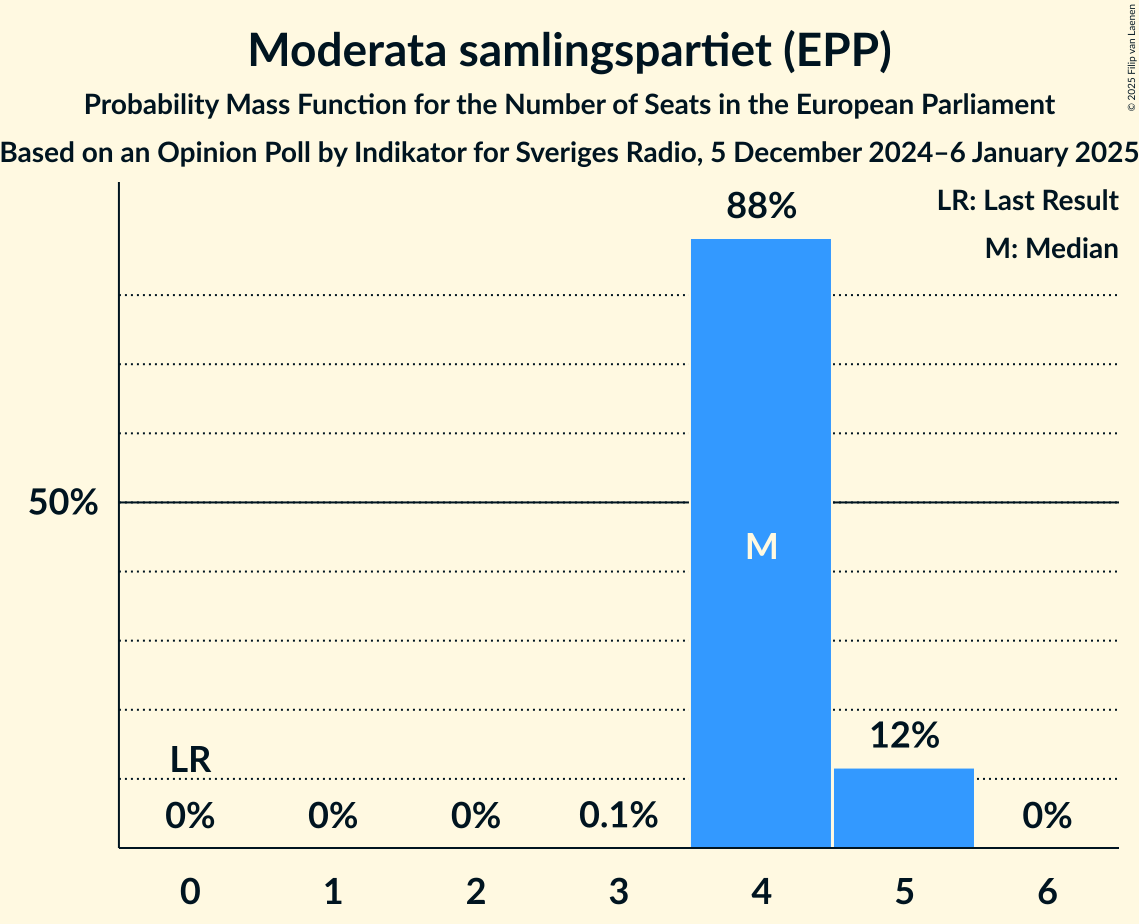 Moderata samlingspartiet (EPP)
Probability Mass Function for the Number of Seats in the European Parliament
Based on an Opinion Poll by Indikator for Sveriges Radio, 5 December 2024–6 January 2025
© 2025 Filip van Laenen
LR: Last Result
M: Median
88%
50%
M
12%
LR
0%
0%
0%
0.1%
0%
0
1
2
3
4
5
6